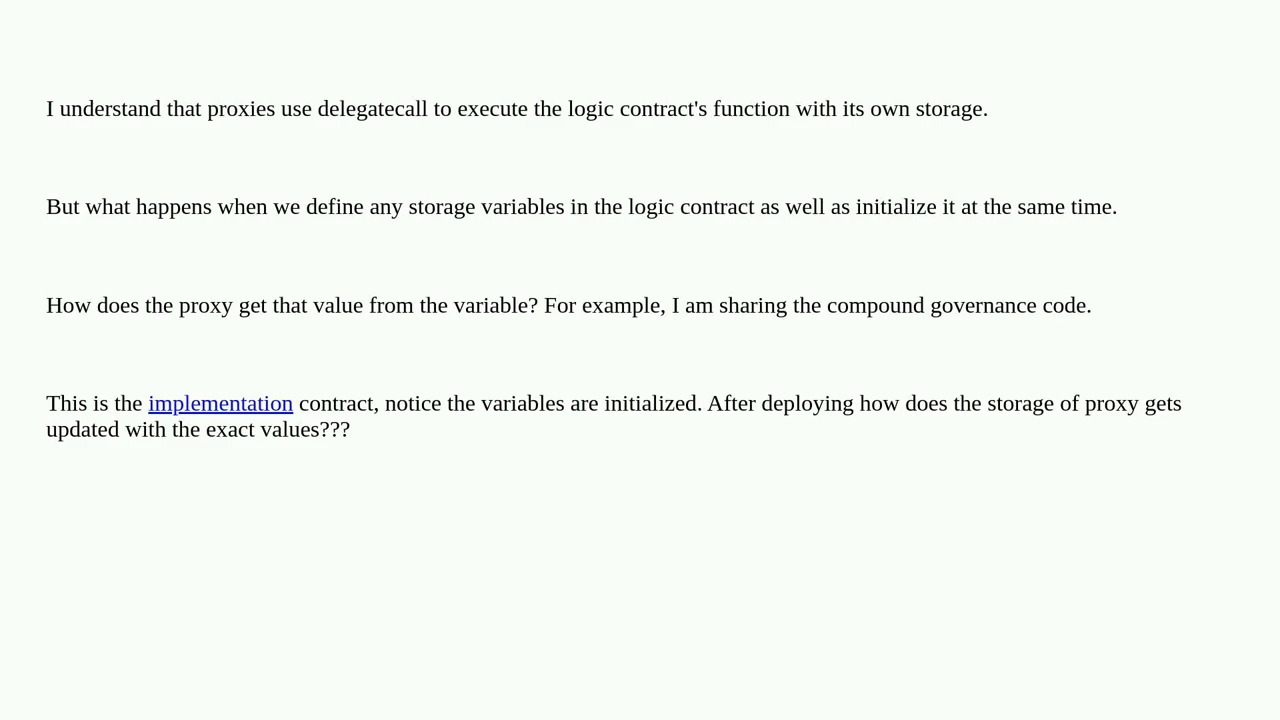 I understand that proxies use delegatecall to execute the logic contract's function with its own storage.
But what happens when we define any storage variables in the logic contract as well as initialize it at the same time.
How does the proxy get that value from the variable? For example, I am sharing the compound governance code.
This is the implementation contract, notice the variables are initialized. After deploying how does the storage of proxy gets
updated with the exact values???